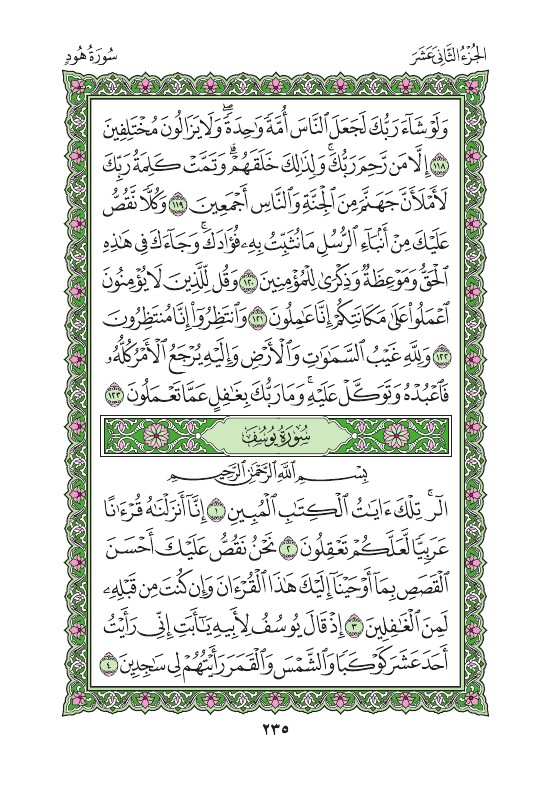 الجُزْءُ الثَّانِي عَشَرَ
سُورَةُ هُودٍ
وَلَوْ شَآءَ رَبُّكَ لَجَعَلَ ٱلنَّاسَ أُمَّةً وَٰحِدَةً ۖ وَلَا يَزَالُونَ مُخْتَلِفِينَ
١١٨ إِلَّا مَن رَّحِمَ رَبُّكَ ۚ وَلِذَٰلِكَ خَلَقَهُمْ ۗ وَتَمَّتْ كَلِمَةُ رَبِّكَ
لَأَمْلَأَنَّ جَهَنَّمَ مِنَ ٱلْجِنَّةِ وَٱلنَّاسِ أَجْمَعِينَ ١١٩ وَكُلًّا نَّقُصُّ
عَلَيْكَ مِنْ أَنۢبَآءِ ٱلرُّسُلِ مَا نُثَبِّتُ بِهِۦ فُؤَادَكَ ۚ وَجَآءَكَ فِى هَٰذِهِ
ٱلْحَقُّ وَمَوْعِظَةٌ وَذِكْرَىٰ لِلْمُؤْمِنِينَ ١٢٠ وَقُل لِّلَّذِينَ لَا يُؤْمِنُونَ
ٱعْمَلُوا۟ عَلَىٰ مَكَانَتِكُمْ إِنَّا عَٰمِلُونَ ١٢١ وَٱنتَظِرُوٓا۟ إِنَّا مُنتَظِرُونَ
١٢٢ وَلِلَّهِ غَيْبُ ٱلسَّمَٰوَٰتِ وَٱلْأَرْضِ وَإِلَيْهِ يُرْجَعُ ٱلْأَمْرُ كُلُّهُۥ
فَٱعْبُدْهُ وَتَوَكَّلْ عَلَيْهِ ۚ وَمَا رَبُّكَ بِغَٰفِلٍ عَمَّا تَعْمَلُونَ ١٢٣
سُورَةُ يُوسُفَ
بِسْمِ ٱللَّهِ ٱلرَّحْمَٰنِ ٱلرَّحِيمِ
الٓر ۚ تِلْكَ ءَايَٰتُ ٱلْكِتَٰبِ ٱلْمُبِينِ ١ إِنَّآ أَنزَلْنَٰهُ قُرْءَٰنًا
عَرَبِيًّا لَّعَلَّكُمْ تَعْقِلُونَ ٢ نَحْنُ نَقُصُّ عَلَيْكَ أَحْسَنَ
ٱلْقَصَصِ بِمَآ أَوْحَيْنَآ إِلَيْكَ هَٰذَا ٱلْقُرْءَانَ وَإِن كُنتَ مِن قَبْلِهِۦ
لَمِنَ ٱلْغَٰفِلِينَ ٣ إِذْ قَالَ يُوسُفُ لِأَبِيهِ يَٰٓأَبَتِ إِنِّى رَأَيْتُ
أَحَدَ عَشَرَ كَوْكَبًا وَٱلشَّمْسَ وَٱلْقَمَرَ رَأَيْتُهُمْ لِى سَٰجِدِينَ ٤
٢٣٥